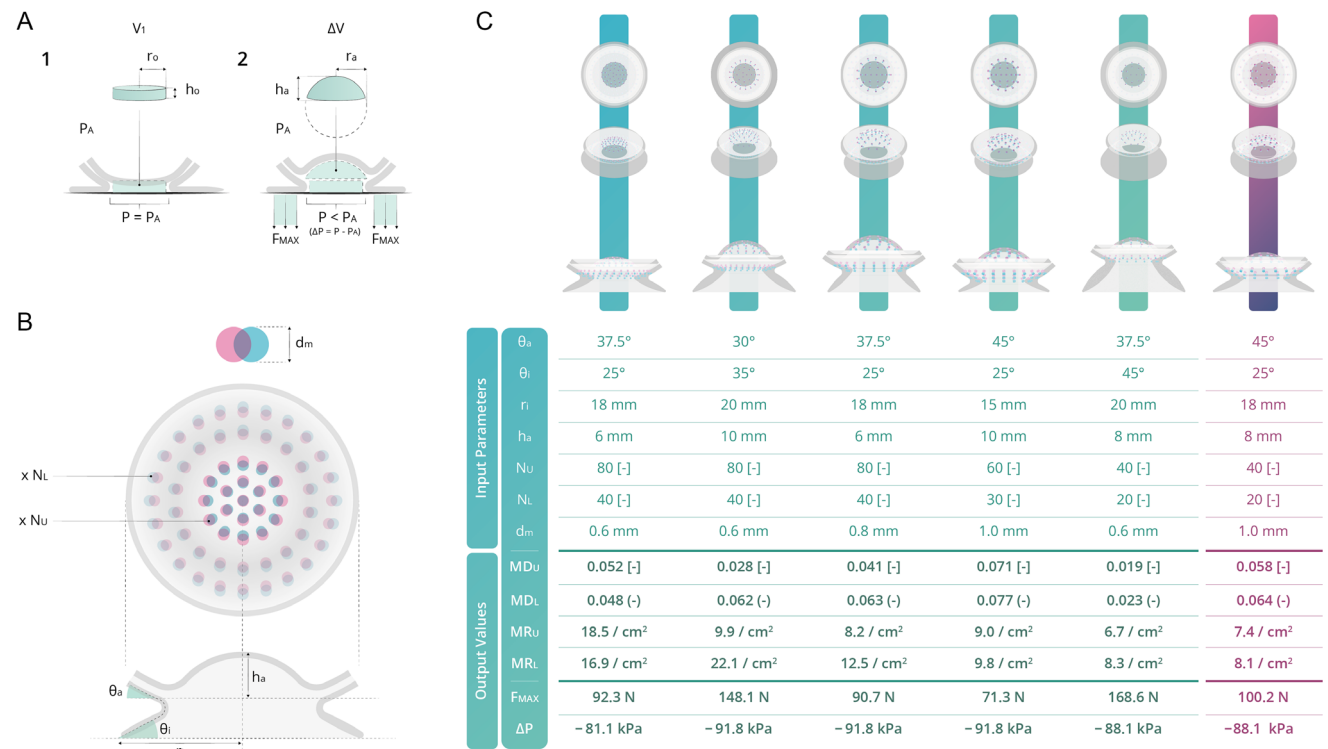 A
V1
ΔV
1
ro
ho
PA
P = PA
2
ra
ha
PA
P < PA
(ΔP = P - PA)
FMAX
FMAX
B
dm
x NL
x NU
ha
θa
θi
C
Input Parameters
θa 37.5° 30° 37.5° 45° 37.5° 45°
θi 25° 35° 25° 25° 45° 25°
ri 18 mm 20 mm 18 mm 15 mm 20 mm 18 mm
ha 6 mm 10 mm 6 mm 10 mm 8 mm 8 mm
NU 80 [-] 80 [-] 80 [-] 60 [-] 40 [-] 40 [-]
NL 40 [-] 40 [-] 40 [-] 30 [-] 20 [-] 20 [-]
dm 0.6 mm 0.6 mm 0.8 mm 1.0 mm 0.6 mm 1.0 mm
Output Values
MDU 0.052 [-] 0.028 [-] 0.041 [-] 0.071 [-] 0.019 [-] 0.058 [-]
MDL 0.048 (-) 0.062 (-) 0.063 (-) 0.077 (-) 0.023 (-) 0.064 (-)
MRU 18.5 / cm² 9.9 / cm² 8.2 / cm² 9.0 / cm² 6.7 / cm² 7.4 / cm²
MRL 16.9 / cm² 22.1 / cm² 12.5 / cm² 9.8 / cm² 8.3 / cm² 8.1 / cm²
FMAX 92.3 N 148.1 N 90.7 N 71.3 N 168.6 N 100.2 N
ΔP −81.1 kPa −91.8 kPa −91.8 kPa −91.8 kPa −88.1 kPa −88.1 kPa